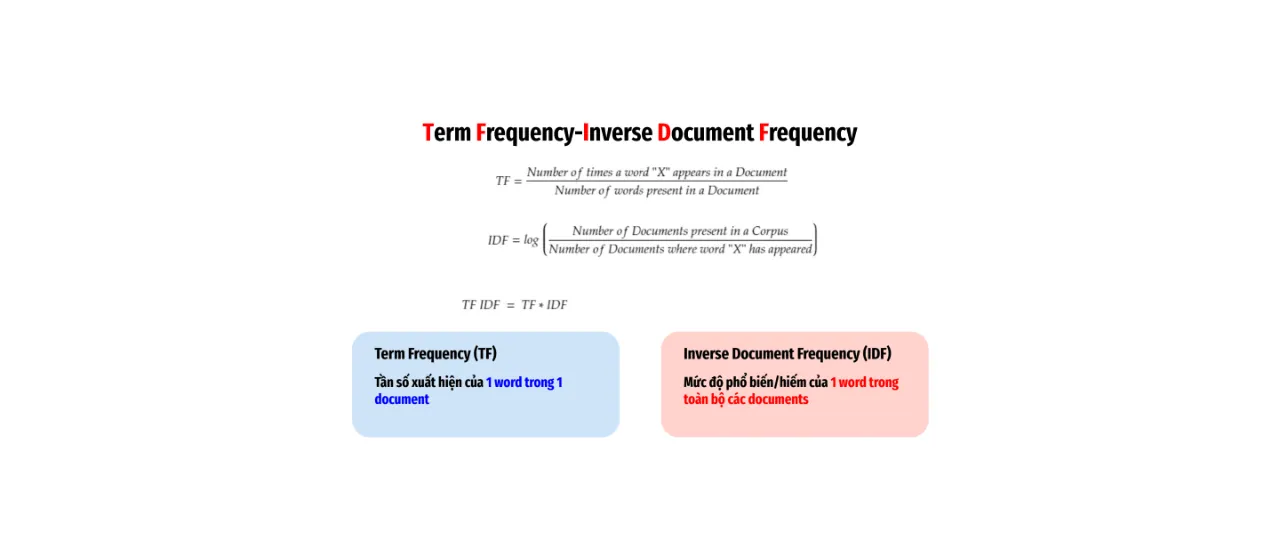 Term Frequency-Inverse Document Frequency
TF = Number of times a word "X" appears in a Document
Number of words present in a Document
IDF = log ( Number of Documents present in a Corpus
Number of Documents where word "X" has appeared )
TF IDF = TF * IDF
Term Frequency (TF)
Tần số xuất hiện của 1 word trong 1
document
Inverse Document Frequency (IDF)
Mức độ phổ biến/hiếm của 1 word trong
toàn bộ các documents